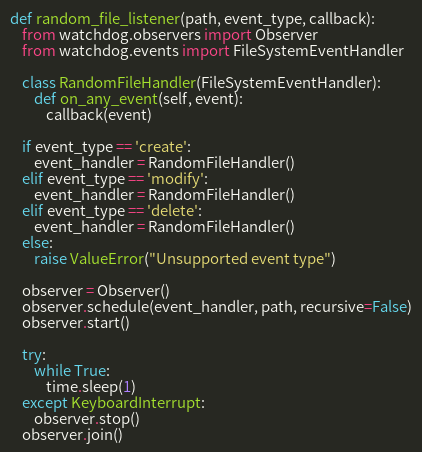 def random_file_listener(path, event_type, callback):
    from watchdog.observers import Observer
    from watchdog.events import FileSystemEventHandler

    class RandomFileHandler(FileSystemEventHandler):
        def on_any_event(self, event):
            callback(event)

    if event_type == 'create':
        event_handler = RandomFileHandler()
    elif event_type == 'modify':
        event_handler = RandomFileHandler()
    elif event_type == 'delete':
        event_handler = RandomFileHandler()
    else:
        raise ValueError("Unsupported event type")

    observer = Observer()
    observer.schedule(event_handler, path, recursive=False)
    observer.start()

    try:
        while True:
            time.sleep(1)
    except KeyboardInterrupt:
        observer.stop()
    observer.join()